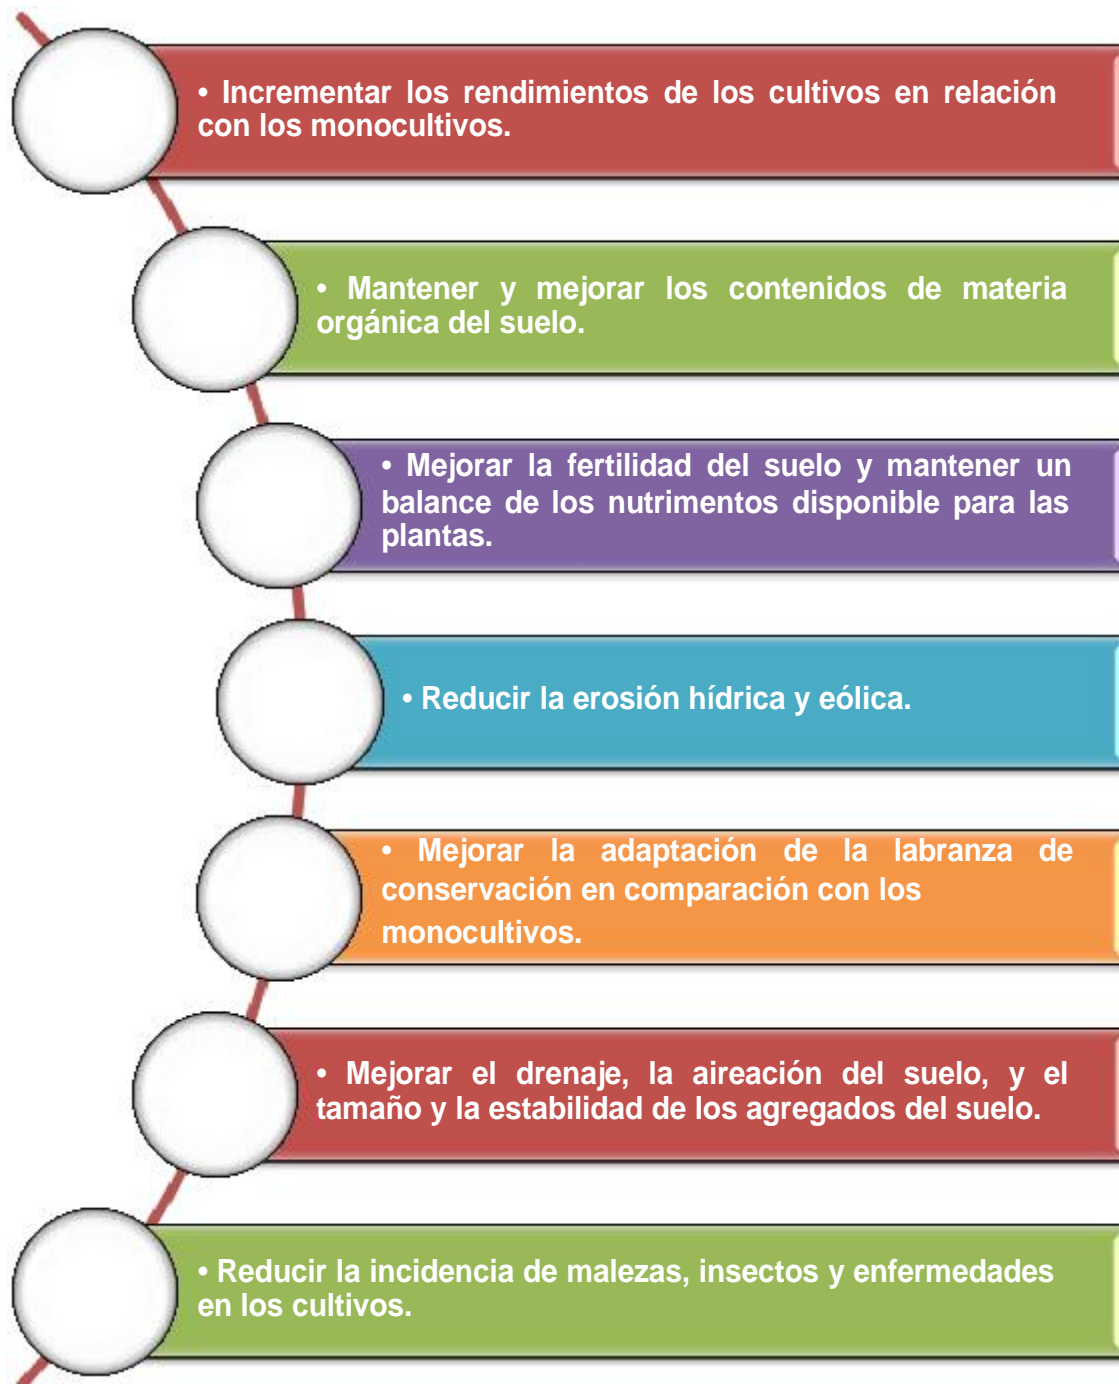 • Incrementar los rendimientos de los cultivos en relación
con los monocultivos.
• Mantener y mejorar los contenidos de materia
orgánica del suelo.
• Mejorar la fertilidad del suelo y mantener un
balance de los nutrimentos disponible para las
plantas.
• Reducir la erosión hídrica y eólica.
• Mejorar la adaptación de la labranza de
conservación en comparación con los
monocultivos.
• Mejorar el drenaje, la aireación del suelo, y el
tamaño y la estabilidad de los agregados del suelo.
• Reducir la incidencia de malezas, insectos y enfermedades
en los cultivos.